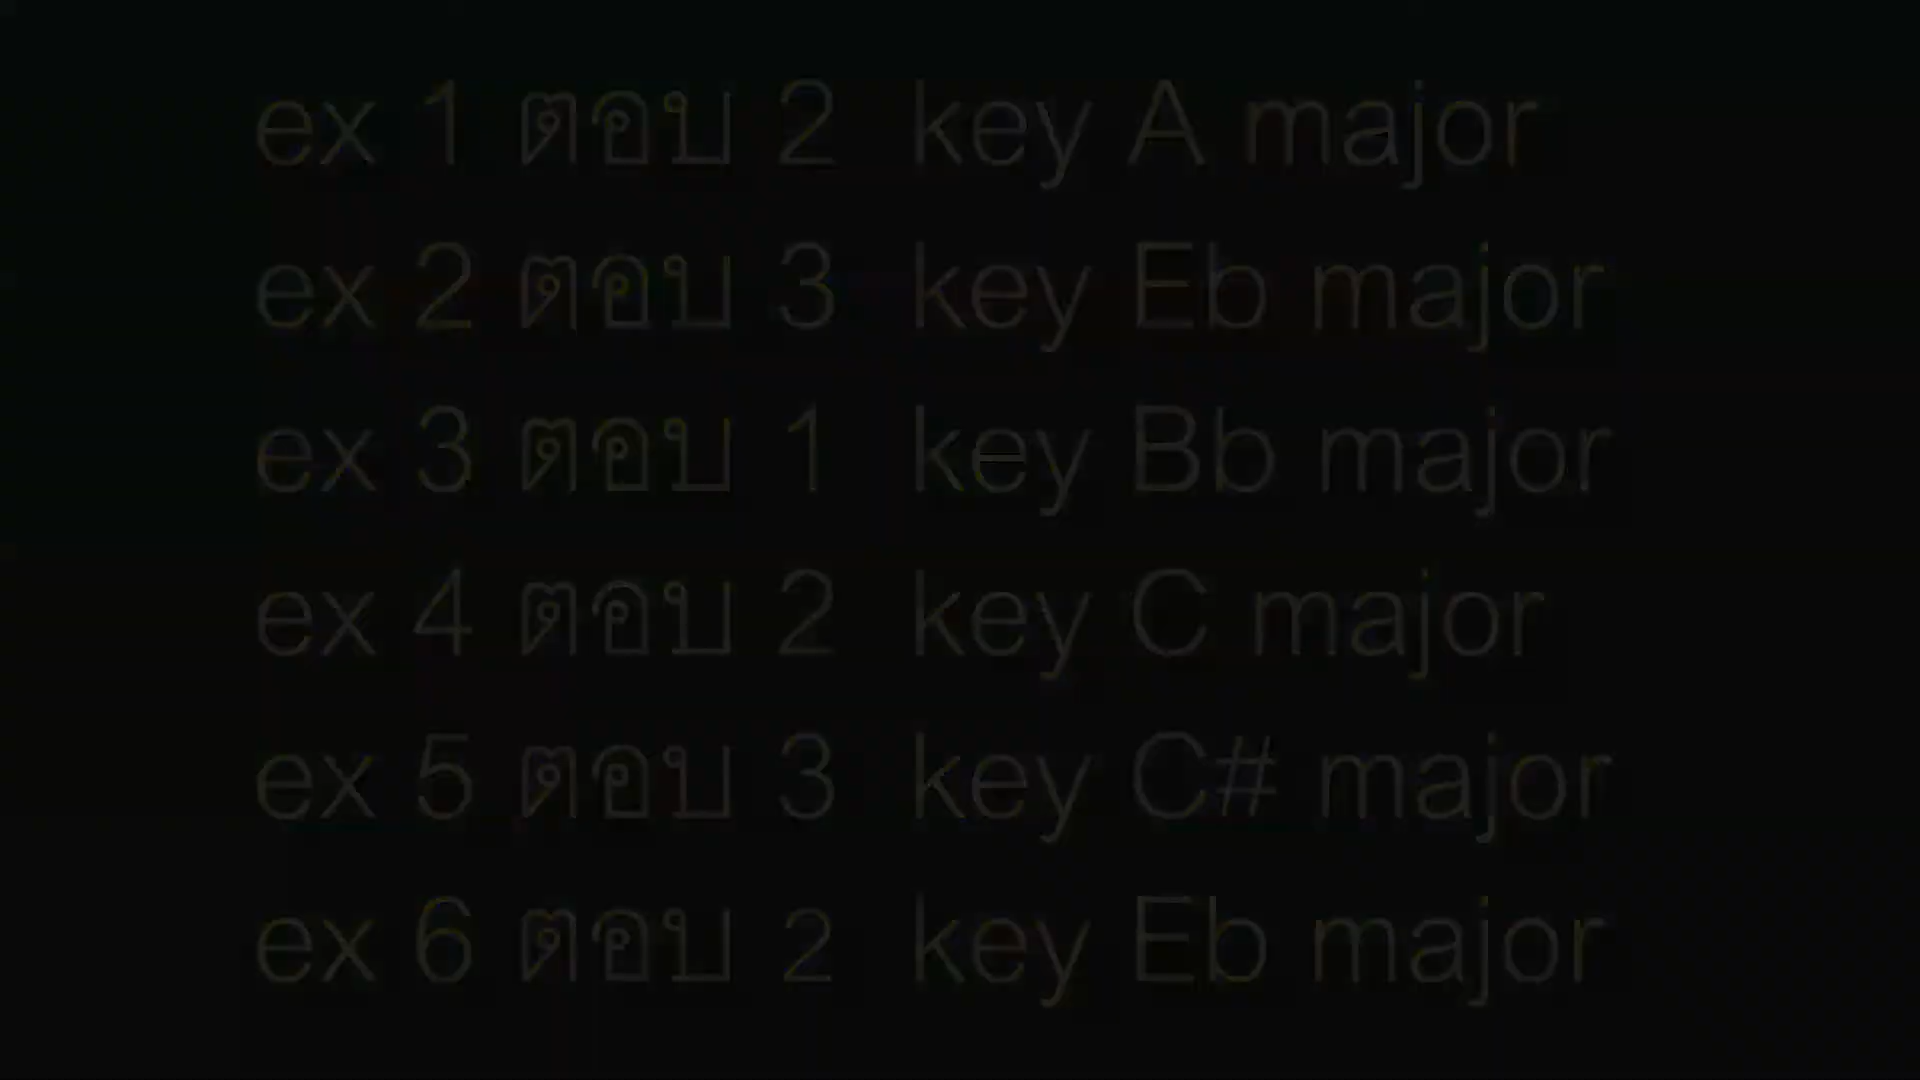 ex 1 ตอบ 2 key A major
ex 2 ตอบ 3 key Eb major
ex 3 ตอบ 1 key Bb major
ex 4 ตอบ 2 key C major
ex 5 ตอบ 3 key C# major
ex 6 ตอบ 2 key Eb major